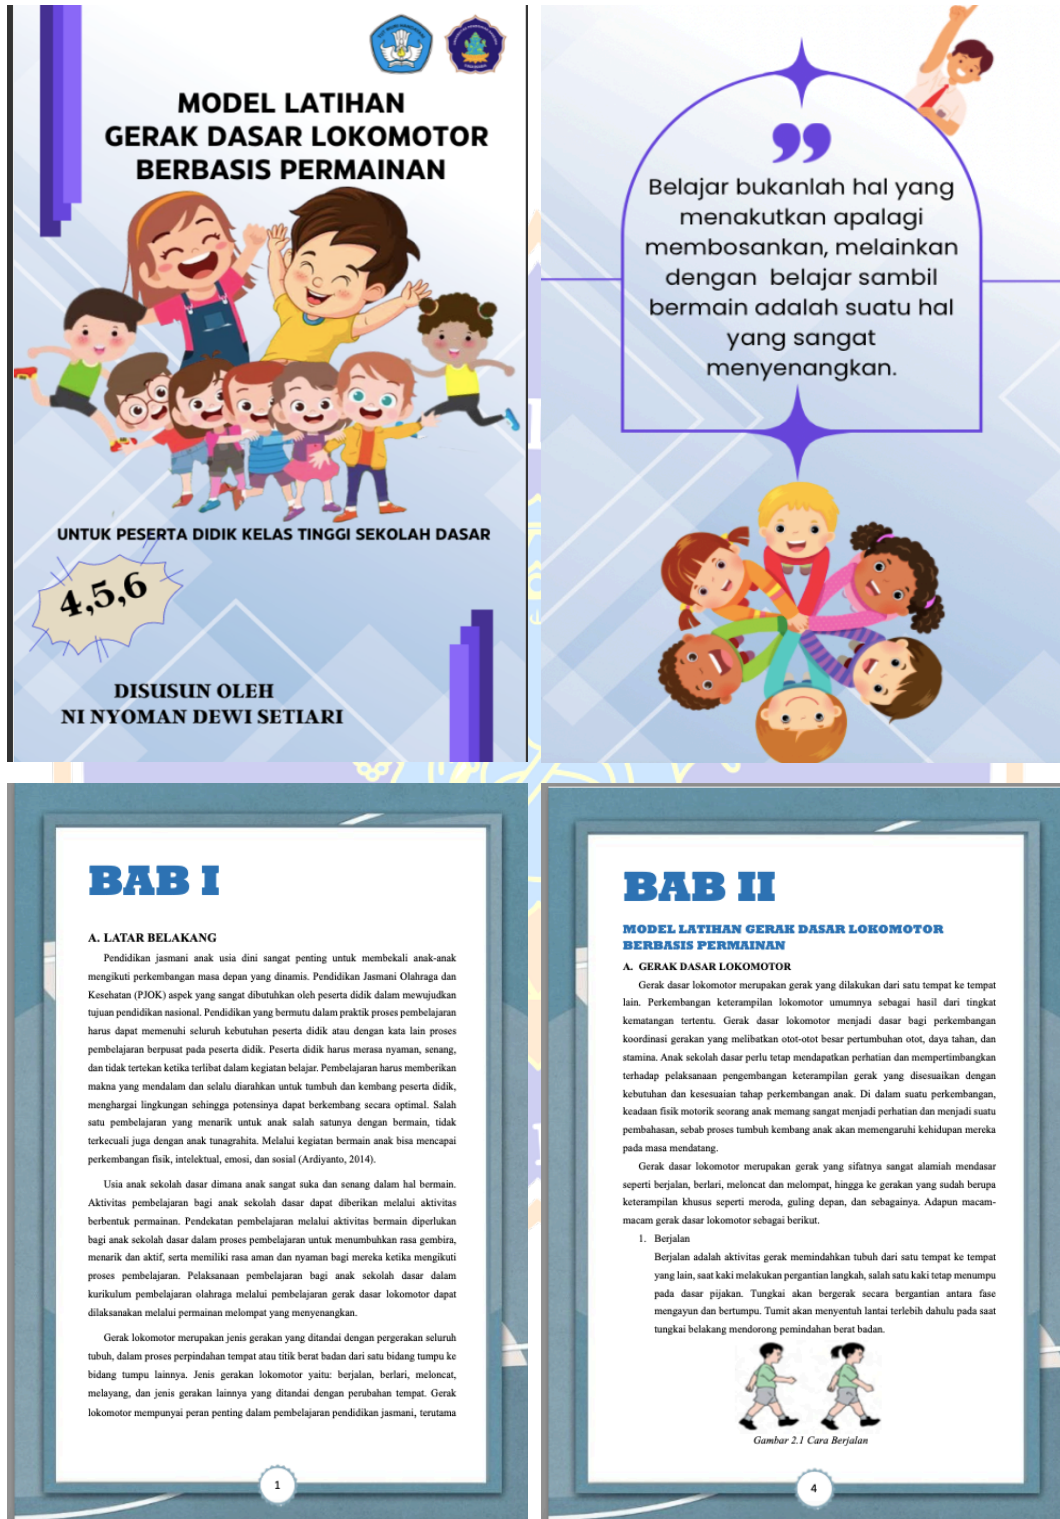 MODEL LATIHAN
GERAK DASAR LOKOMOTOR
BERBASIS PERMAINAN
UNTUK PESERTA DIDIK KELAS TINGGI SEKOLAH DASAR
4,5,6
DISUSUN OLEH
NI NYOMAN DEWI SETIARI
Belajar bukanlah hal yang
menakutkan apalagi
membosankan, melainkan
dengan belajar sambil
bermain adalah suatu hal
yang sangat
menyenangkan.
BAB I
A. LATAR BELAKANG
Pendidikan jasmani anak usia dini sangat penting untuk membekali anak-anak
mengikuti perkembangan masa depan yang dinamis. Pendidikan Jasmani Olahraga dan
Kesehatan (PJOK) aspek yang sangat dibutuhkan oleh peserta didik dalam mewujudkan
tujuan pendidikan nasional. Pendidikan yang bermutu dalam praktik proses pembelajaran
harus dapat memenuhi seluruh kebutuhan peserta didik atau dengan kata lain proses
pembelajaran berpusat pada peserta didik. Peserta didik harus merasa nyaman, senang,
dan tidak tertekan ketika terlibat dalam kegiatan belajar. Pembelajaran harus memberikan
makna yang mendalam dan selalu diarahkan untuk tumbuh dan kembang peserta didik,
menghargai lingkungan sehingga potensinya dapat berkembang secara optimal. Salah
satu pembelajaran yang menarik untuk anak salah satunya dengan bermain, tidak
terkecuali juga dengan anak tunagrahita. Melalui kegiatan bermain anak bisa mencapai
perkembangan fisik, intelektual, emosi, dan sosial (Ardiyanto, 2014).
Usia anak sekolah dasar dimana anak sangat suka dan senang dalam hal bermain.
Aktivitas pembelajaran bagi anak sekolah dasar dapat diberikan melalui aktivitas
berbentuk permainan. Pendekatan pembelajaran melalui aktivitas bermain diperlukan
bagi anak sekolah dasar dalam proses pembelajaran untuk menumbuhkan rasa gembira,
menarik dan aktif, serta memiliki rasa aman dan nyaman bagi mereka ketika mengikuti
proses pembelajaran. Pelaksanaan pembelajaran bagi anak sekolah dasar dalam
kurikulum pembelajaran olahraga melalui pembelajaran gerak dasar lokomotor dapat
dilaksanakan melalui permainan melompat yang menyenangkan.
Gerak lokomotor merupakan jenis gerakan yang ditandai dengan pergerakan seluruh
tubuh, dalam proses perpindahan tempat atau titik berat badan dari satu bidang tumpu ke
bidang tumpu lainnya. Jenis gerakan lokomotor yaitu: berjalan, berlari, meloncat,
melayang, dan jenis gerakan lainnya yang ditandai dengan perubahan tempat. Gerak
lokomotor mempunyai peran penting dalam pembelajaran pendidikan jasmani, terutama
1
BAB II
MODEL LATIHAN GERAK DASAR LOKOMOTOR
BERBASIS PERMAINAN
A. GERAK DASAR LOKOMOTOR
Gerak dasar lokomotor merupakan gerak yang dilakukan dari satu tempat ke tempat
lain. Perkembangan keterampilan lokomotor umumnya sebagai hasil dari tingkat
kematangan tertentu. Gerak dasar lokomotor menjadi dasar bagi perkembangan
koordinasi gerakan yang melibatkan otot-otot besar pertumbuhan otot, daya tahan, dan
stamina. Anak sekolah dasar perlu tetap mendapatkan perhatian dan mempertimbangkan
terhadap pelaksanaan pengembangan keterampilan gerak yang disesuaikan dengan
kebutuhan dan kesesuaian tahap perkembangan anak. Di dalam suatu perkembangan,
keadaan fisik motorik seorang anak memang sangat menjadi perhatian dan menjadi suatu
pembahasan, sebab proses tumbuh kembang anak akan memengaruhi kehidupan mereka
pada masa mendatang.
Gerak dasar lokomotor merupakan gerak yang sifatnya sangat alamiah mendasar
seperti berjalan, berlari, meloncat dan melompat, hingga ke gerakan yang sudah berupa
keterampilan khusus seperti meroda, guling depan, dan sebagainya. Adapun macam-
macam gerak dasar lokomotor sebagai berikut.
1. Berjalan
Berjalan adalah aktivitas gerak memindahkan tubuh dari satu tempat ke tempat
yang lain, saat kaki melakukan pergantian langkah, salah satu kaki tetap menumpu
pada dasar pijakan. Tungkai akan bergerak secara bergantian antara fase
mengayun dan bertumpu. Tumit akan menyentuh lantai terlebih dahulu pada saat
tungkai belakang mendorong pemindahan berat badan.
Gambar 2.1 Cara Berjalan
4